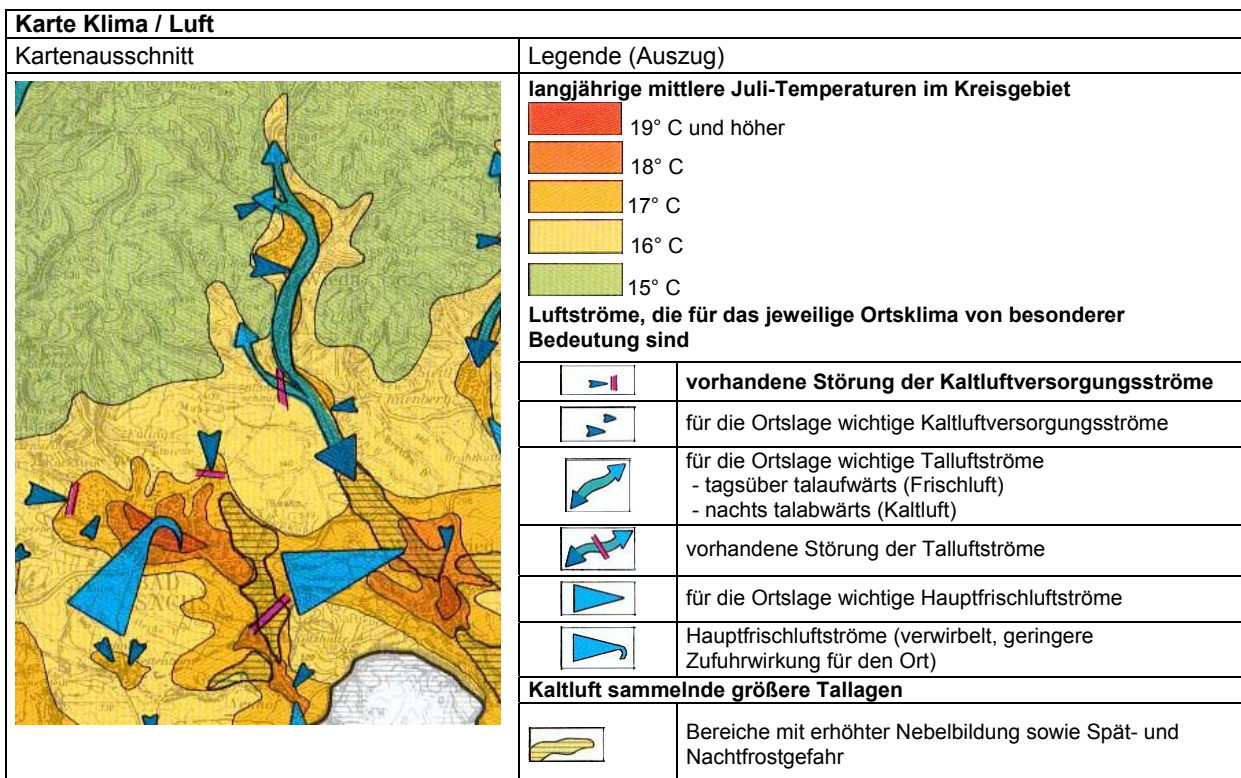 Karte Klima / Luft
Kartenausschnitt
Legende (Auszug)
langjährige mittlere Juli-Temperaturen im Kreisgebiet
19° C und höher
18° C
17° C
16° C
15° C
Luftströme, die für das jeweilige Ortsklima von besonderer
Bedeutung sind
vorhandene Störung der Kaltluftversorgungsströme
für die Ortslage wichtige Kaltluftversorgungsströme
für die Ortslage wichtige Talluftströme
- tagsüber talaufwärts (Frischluft)
- nachts talabwärts (Kaltluft)
vorhandene Störung der Talluftströme
für die Ortslage wichtige Hauptfrischluftströme
Hauptfrischluftströme (verwirbelt, geringere
Zufuhrwirkung für den Ort)
Kaltluft sammelnde größere Tallagen
Bereiche mit erhöhter Nebelbildung sowie Spät- und
Nachtfrostgefahr